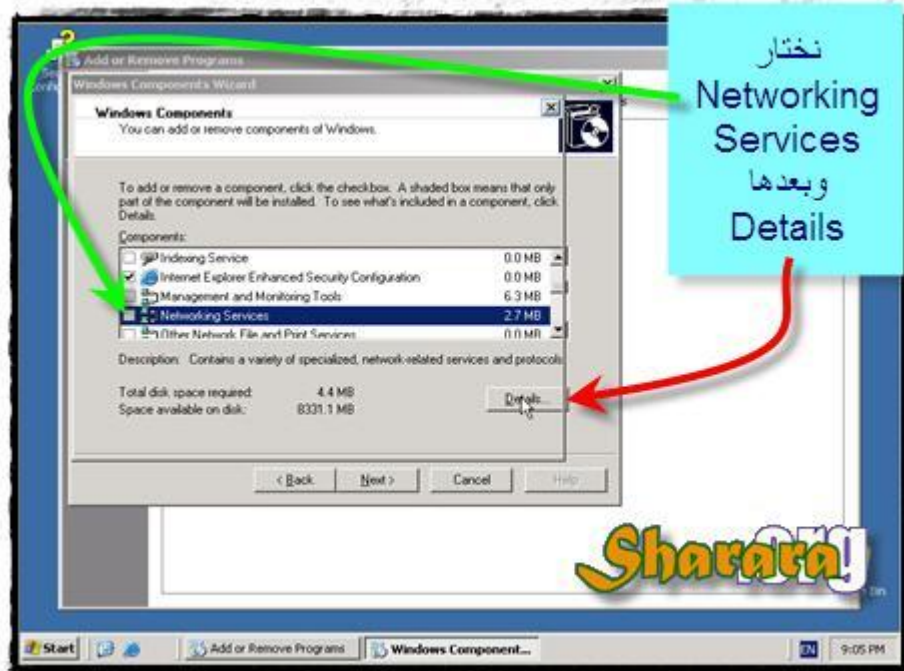 نختار
Networking
Services
وبعدها
Details
Add or Remove Programs
Windows Components Wizard
Windows Components
You can add or remove components of Windows.
To add or remove a component, click the checkbox. A shaded box means that only
part of the component will be installed. To see what's included in a component, click
Details.
Components:
Indexing Service 0.0 MB
Internet Explorer Enhanced Security Configuration 0.0 MB
Management and Monitoring Tools 6.3 MB
Networking Services 2.7 MB
Other Network File and Print Services 0.0 MB
Description: Contains a variety of specialized, network-related services and protocols
Total disk space required: 4.4 MB
Space available on disk: 8331.1 MB
Details...
< Back Next > Cancel Help
Sharara.org
Start Add or Remove Programs Windows Component... EN 9:05 PM